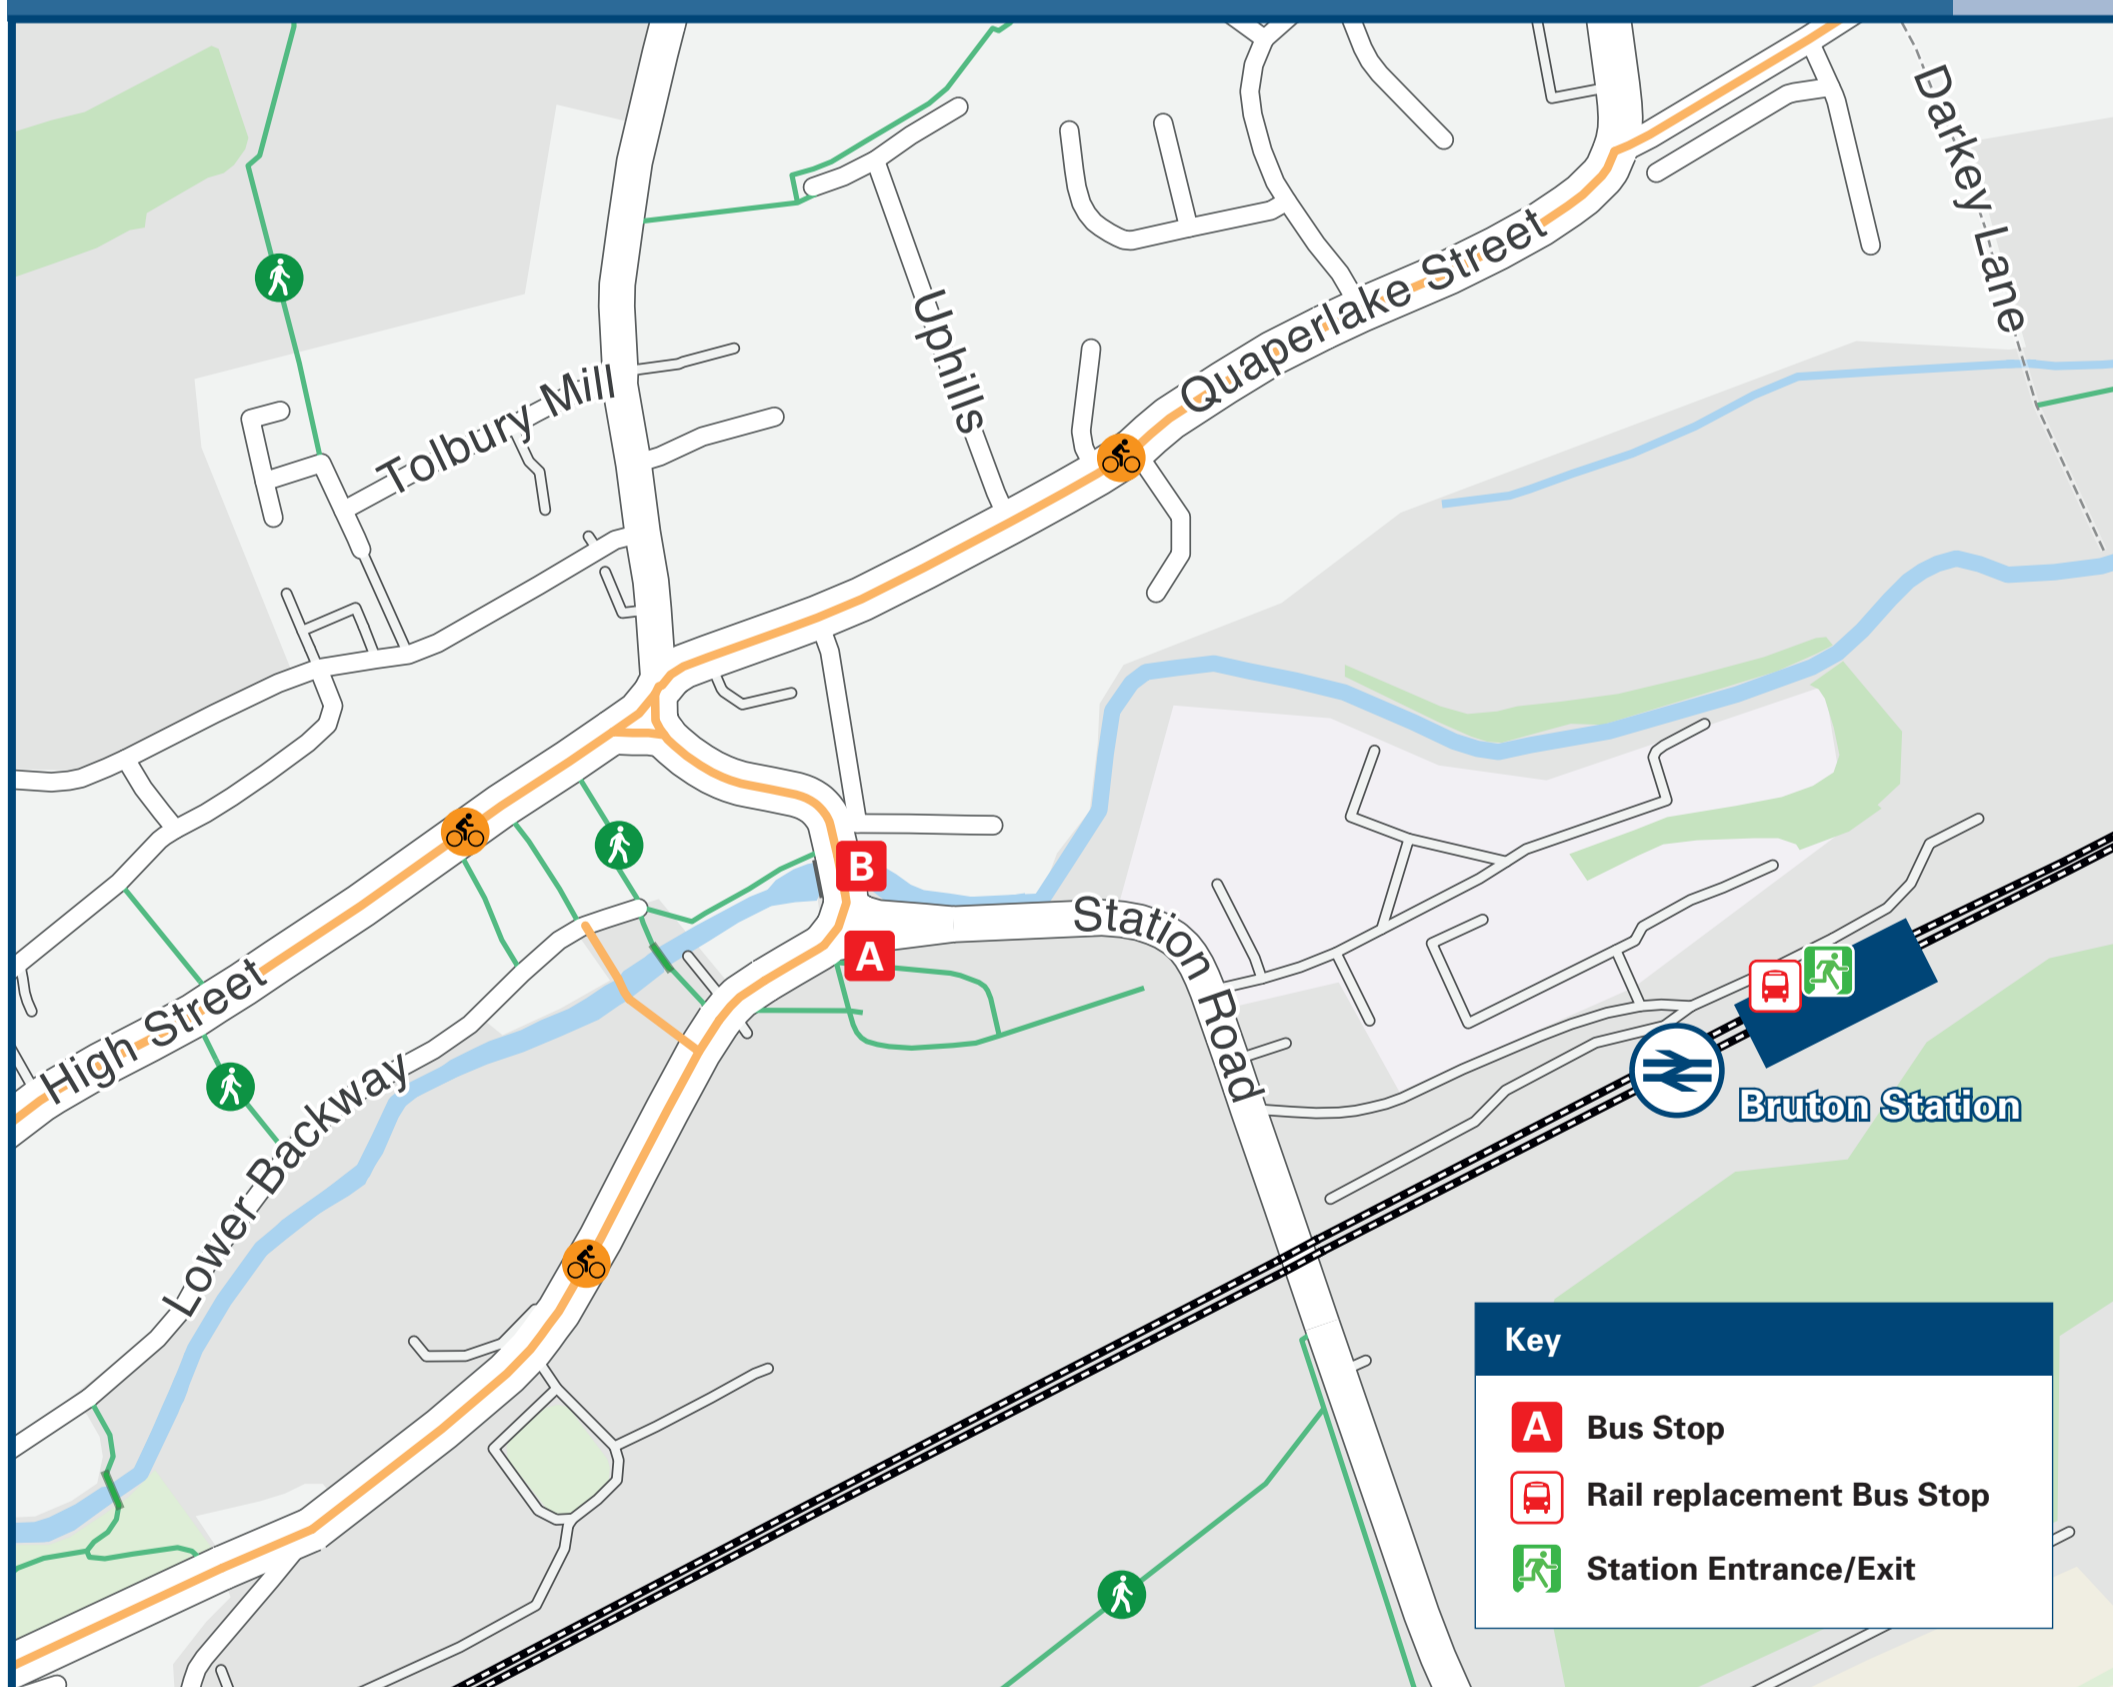 Darkey Lane
Quaperlake Street
Uphills
Tolbury Mill
B
A
Station Road
High Street
Lower Backway
Bruton Station
Key
A Bus Stop
Rail replacement Bus Stop
Station Entrance/Exit